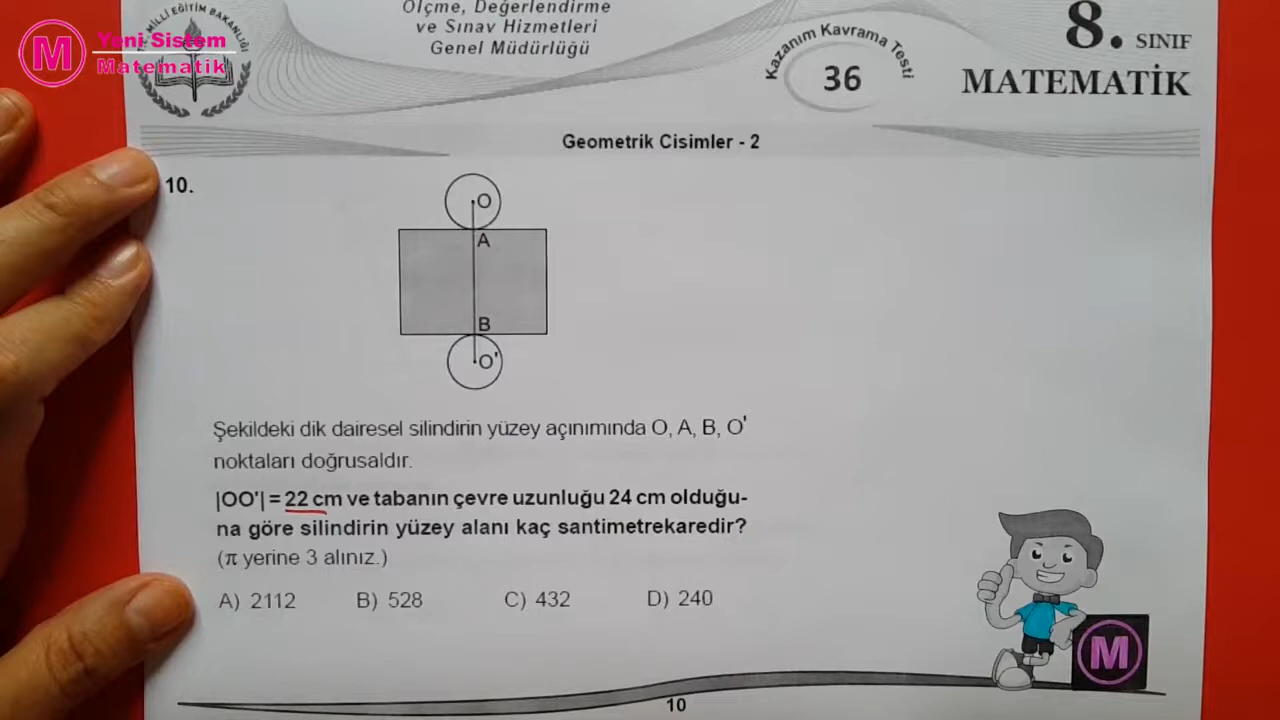 Yeni Sistem
Matematik
MİLLİ EĞİTİM BAKANLIĞI
Ölçme, Değerlendirme
ve Sınav Hizmetleri
Genel Müdürlüğü
Kazanım Kavrama Testi
36
8. SINIF
MATEMATİK
Geometrik Cisimler - 2
10.
O
A
B
O'
Şekildeki dik dairesel silindirin yüzey açınımında O, A, B, O'
noktaları doğrusaldır.
|OO'| = 22 cm ve tabanın çevre uzunluğu 24 cm olduğu-
na göre silindirin yüzey alanı kaç santimetrekaredir?
(π yerine 3 alınız.)
A) 2112 B) 528 C) 432 D) 240
M
10